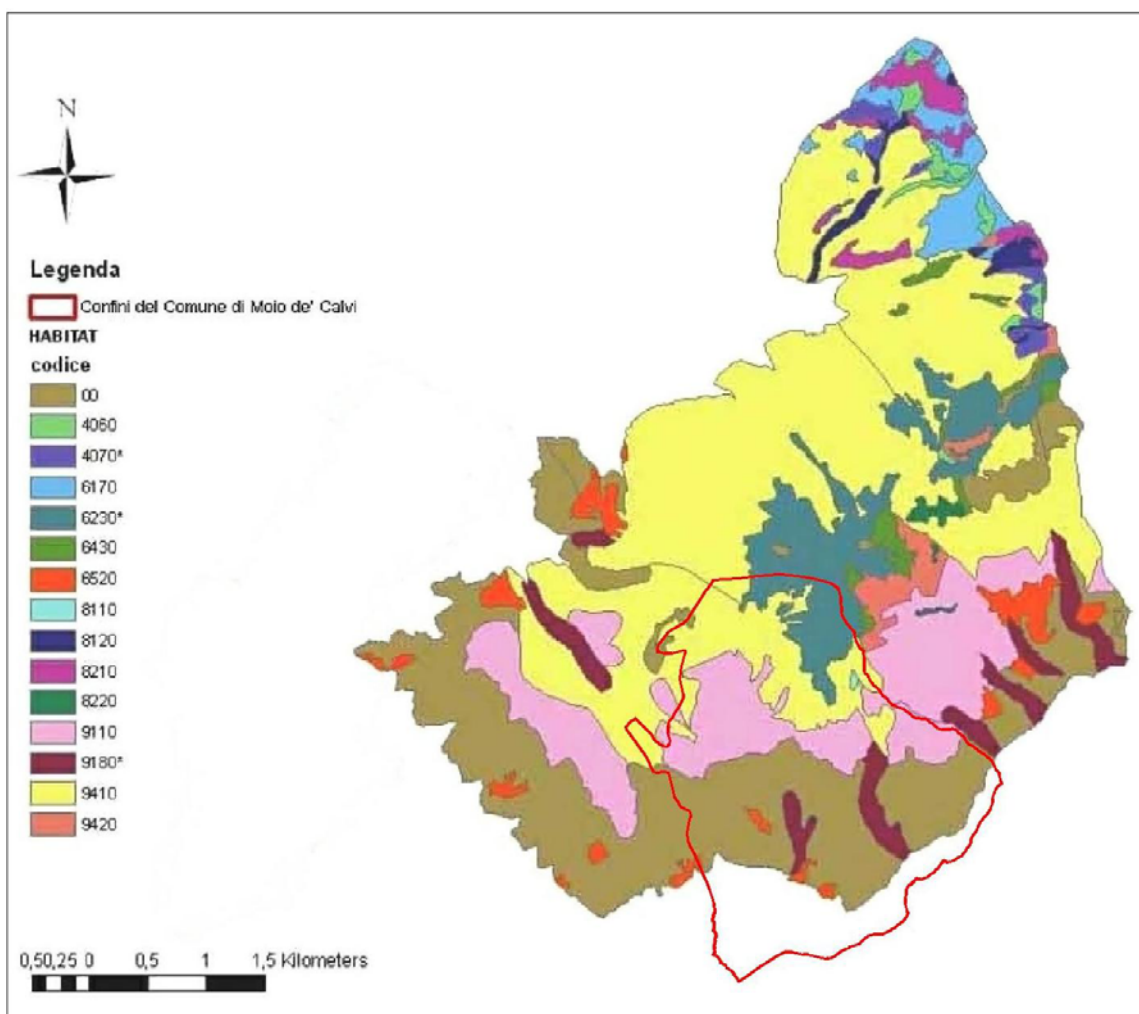 N
Legenda
Confini del Comune di Moio de' Calvi
HABITAT
codice
00
4060
4070*
6170
6230*
6430
6520
8110
8120
8210
8220
9110
9180*
9410
9420
0,50,25 0 0,5 1 1,5 Kilometers